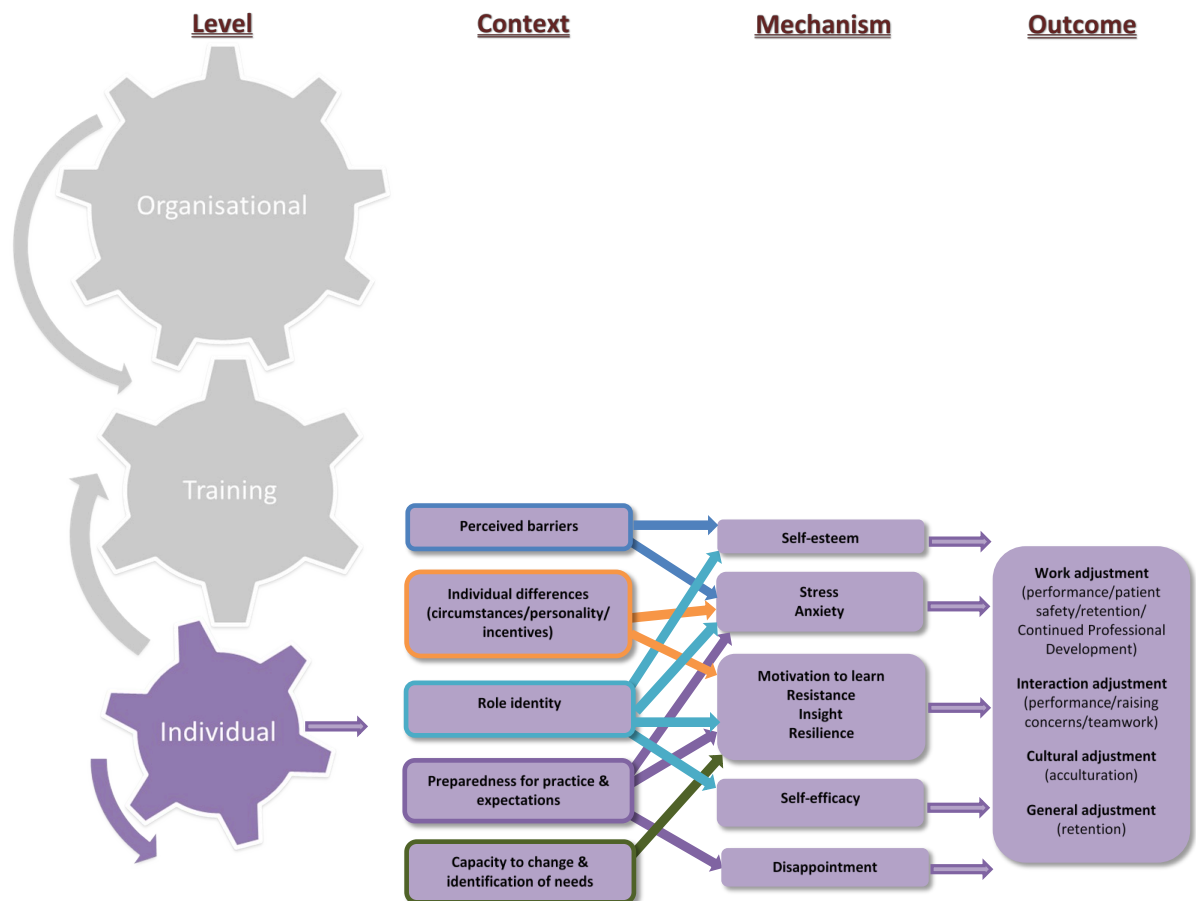 Level
Context
Mechanism
Outcome
Organisational
Training
Individual
Perceived barriers
Individual differences
(circumstances/personality/
incentives)
Role identity
Preparedness for practice &
expectations
Capacity to change &
identification of needs
Self-esteem
Stress
Anxiety
Motivation to learn
Resistance
Insight
Resilience
Self-efficacy
Disappointment
Work adjustment
(performance/patient
safety/retention/
Continued Professional
Development)
Interaction adjustment
(performance/raising
concerns/teamwork)
Cultural adjustment
(acculturation)
General adjustment
(retention)